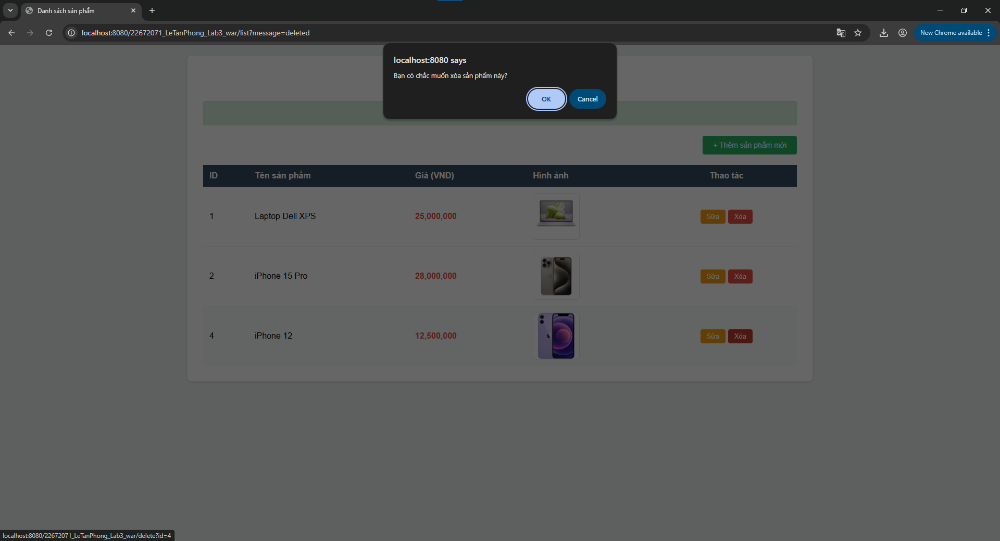 Danh sách sản phẩm
localhost:8080/22672071_LeTanPhong_Lab3_war/list?message=deleted
New Chrome available
localhost:8080 says
Bạn có chắc muốn xóa sản phẩm này?
OK Cancel
+ Thêm sản phẩm mới
ID Tên sản phẩm Giá (VNĐ) Hình ảnh Thao tác
1 Laptop Dell XPS 25,000,000 Sửa Xóa
2 iPhone 15 Pro 28,000,000 Sửa Xóa
4 iPhone 12 12,500,000 Sửa Xóa
localhost:8080/22672071_LeTanPhong_Lab3_war/delete?id=4